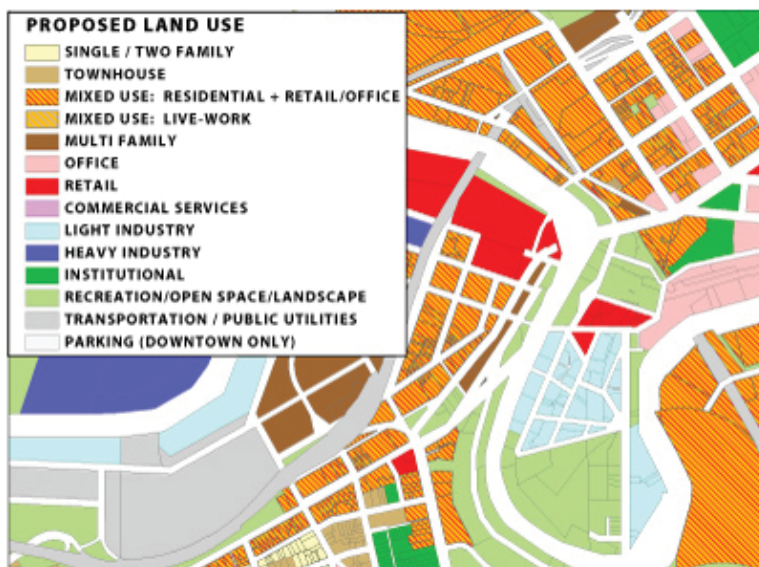 PROPOSED LAND USE
SINGLE / TWO FAMILY
TOWNHOUSE
MIXED USE: RESIDENTIAL + RETAIL/OFFICE
MIXED USE: LIVE-WORK
MULTI FAMILY
OFFICE
RETAIL
COMMERCIAL SERVICES
LIGHT INDUSTRY
HEAVY INDUSTRY
INSTITUTIONAL
RECREATION/OPEN SPACE/LANDSCAPE
TRANSPORTATION / PUBLIC UTILITIES
PARKING (DOWNTOWN ONLY)